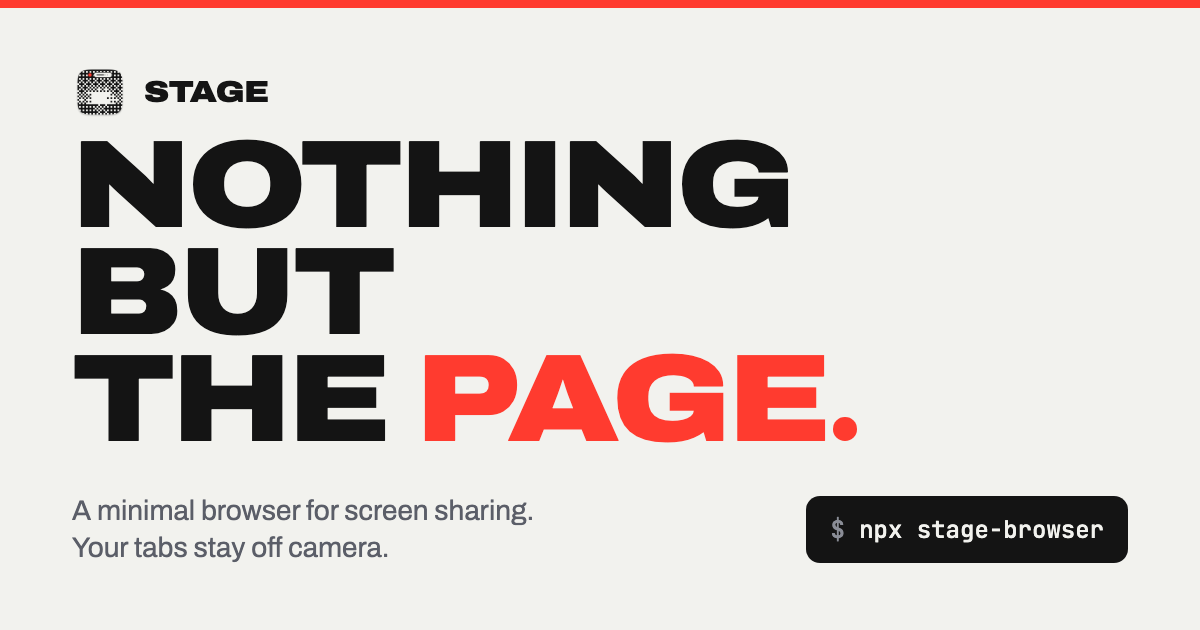 STAGE
NOTHING
BUT
THE PAGE.
A minimal browser for screen sharing.
Your tabs stay off camera.
$ npx stage-browser